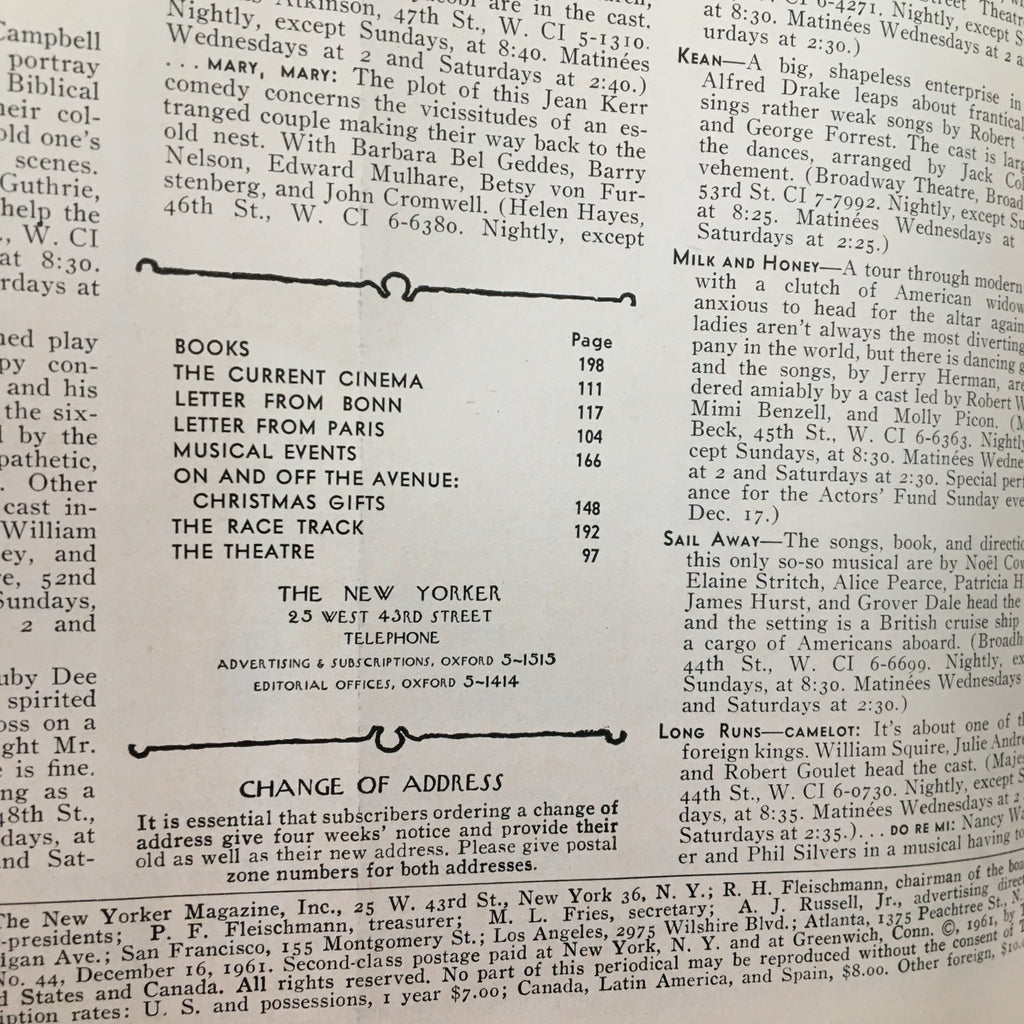 Campbell
portray
Biblical
heir col-
old one's
scenes.
Guthrie,
help the
., W. CI
at 8:30.
rdays at
ned play
py con-
and his
the six-
l by the
pathetic,
. Other
cast in-
William
ey, and
e, 52nd
Sundays,
2 and
uby Dee
spirited
oss on a
ght Mr.
is fine.
ng as a
48th St.,
days, at
nd Sat-
are in the cast.
Atkinson, 47th St., W. CI 5-1310.
Nightly, except Sundays, at 8:40. Matinées
Wednesdays at 2 and Saturdays at 2:40.)
... MARY, MARY: The plot of this Jean Kerr
comedy concerns the vicissitudes of an es-
tranged couple making their way back to the
old nest. With Barbara Bel Geddes, Barry
Nelson, Edward Mulhare, Betsy von Fur-
stenberg, and John Cromwell. (Helen Hayes,
46th St., W. CI 6-6380. Nightly, except
Page
BOOKS 198
THE CURRENT CINEMA 111
LETTER FROM BONN 117
LETTER FROM PARIS 104
MUSICAL EVENTS 166
ON AND OFF THE AVENUE:
CHRISTMAS GIFTS 148
THE RACE TRACK 192
THE THEATRE 97
THE NEW YORKER
25 WEST 43RD STREET
TELEPHONE
ADVERTISING & SUBSCRIPTIONS, OXFORD 5-1515
EDITORIAL OFFICES, OXFORD 5-1414
CHANGE OF ADDRESS
It is essential that subscribers ordering a change of
address give four weeks' notice and provide their
old as well as their new address. Please give postal
zone numbers for both addresses.
Street Theatr
CI 6-4271. Nightly, except S
at 8:30. Matinées Wednesdays at 2 a
urdays at 2:30.)
KEAN—A big, shapeless enterprise in
Alfred Drake leaps about frantical
sings rather weak songs by Robert
and George Forrest. The cast is larg
the dances, arranged by Jack Col
vehement. (Broadway Theatre, Broad
53rd St. CI 7-7992. Nightly, except Su
at 8:25. Matinées Wednesdays at
Saturdays at 2:25.)
MILK AND HONEY—A tour through modern
with a clutch of American widow
anxious to head for the altar again
ladies aren't always the most diverting
pany in the world, but there is dancing
and the songs, by Jerry Herman, are
dered amiably by a cast led by Robert W
Mimi Benzell, and Molly Picon. (M
Beck, 45th St., W. CI 6-6363. Nightly
cept Sundays, at 8:30. Matinées Wedne
at 2 and Saturdays at 2:30. Special perf
ance for the Actors' Fund Sunday eve
Dec. 17.)
SAIL AWAY—The songs, book, and directio
this only so-so musical are by Noël Cow
Elaine Stritch, Alice Pearce, Patricia H
James Hurst, and Grover Dale head the
and the setting is a British cruise ship
a cargo of Americans aboard. (Broadh
44th St., W. CI 6-6699. Nightly, ex
Sundays, at 8:30. Matinées Wednesdays
and Saturdays at 2:30.)
LONG RUNS—CAMELOT: It's about one of th
foreign kings. William Squire, Julie Andre
and Robert Goulet head the cast. (Maje
44th St., W. CI 6-0730. Nightly, except S
days, at 8:35. Matinées Wednesdays at 2
Saturdays at 2:35.)... DO RE MI: Nancy Wa
er and Phil Silvers in a musical having to
The New Yorker Magazine, Inc., 25 W. 43rd St., New York 36, N. Y.; R. H. Fleischmann, chairman of the boa
-presidents; P. F. Fleischmann, treasurer; M. L. Fries, secretary; A. J. Russell, Jr., advertising direct
igan Ave.; San Francisco, 155 Montgomery St.; Los Angeles, 2975 Wilshire Blvd.; Atlanta, 1375 Peachtree St., N.
No. 44, December 16, 1961. Second-class postage paid at New York, N. Y. and at Greenwich, Conn. ©, 1961, by T
d States and Canada. All rights reserved. No part of this periodical may be reproduced without the consent of T
iption rates: U. S. and possessions, 1 year $7.00; Canada, Latin America, and Spain, $8.00. Other foreign, $10.